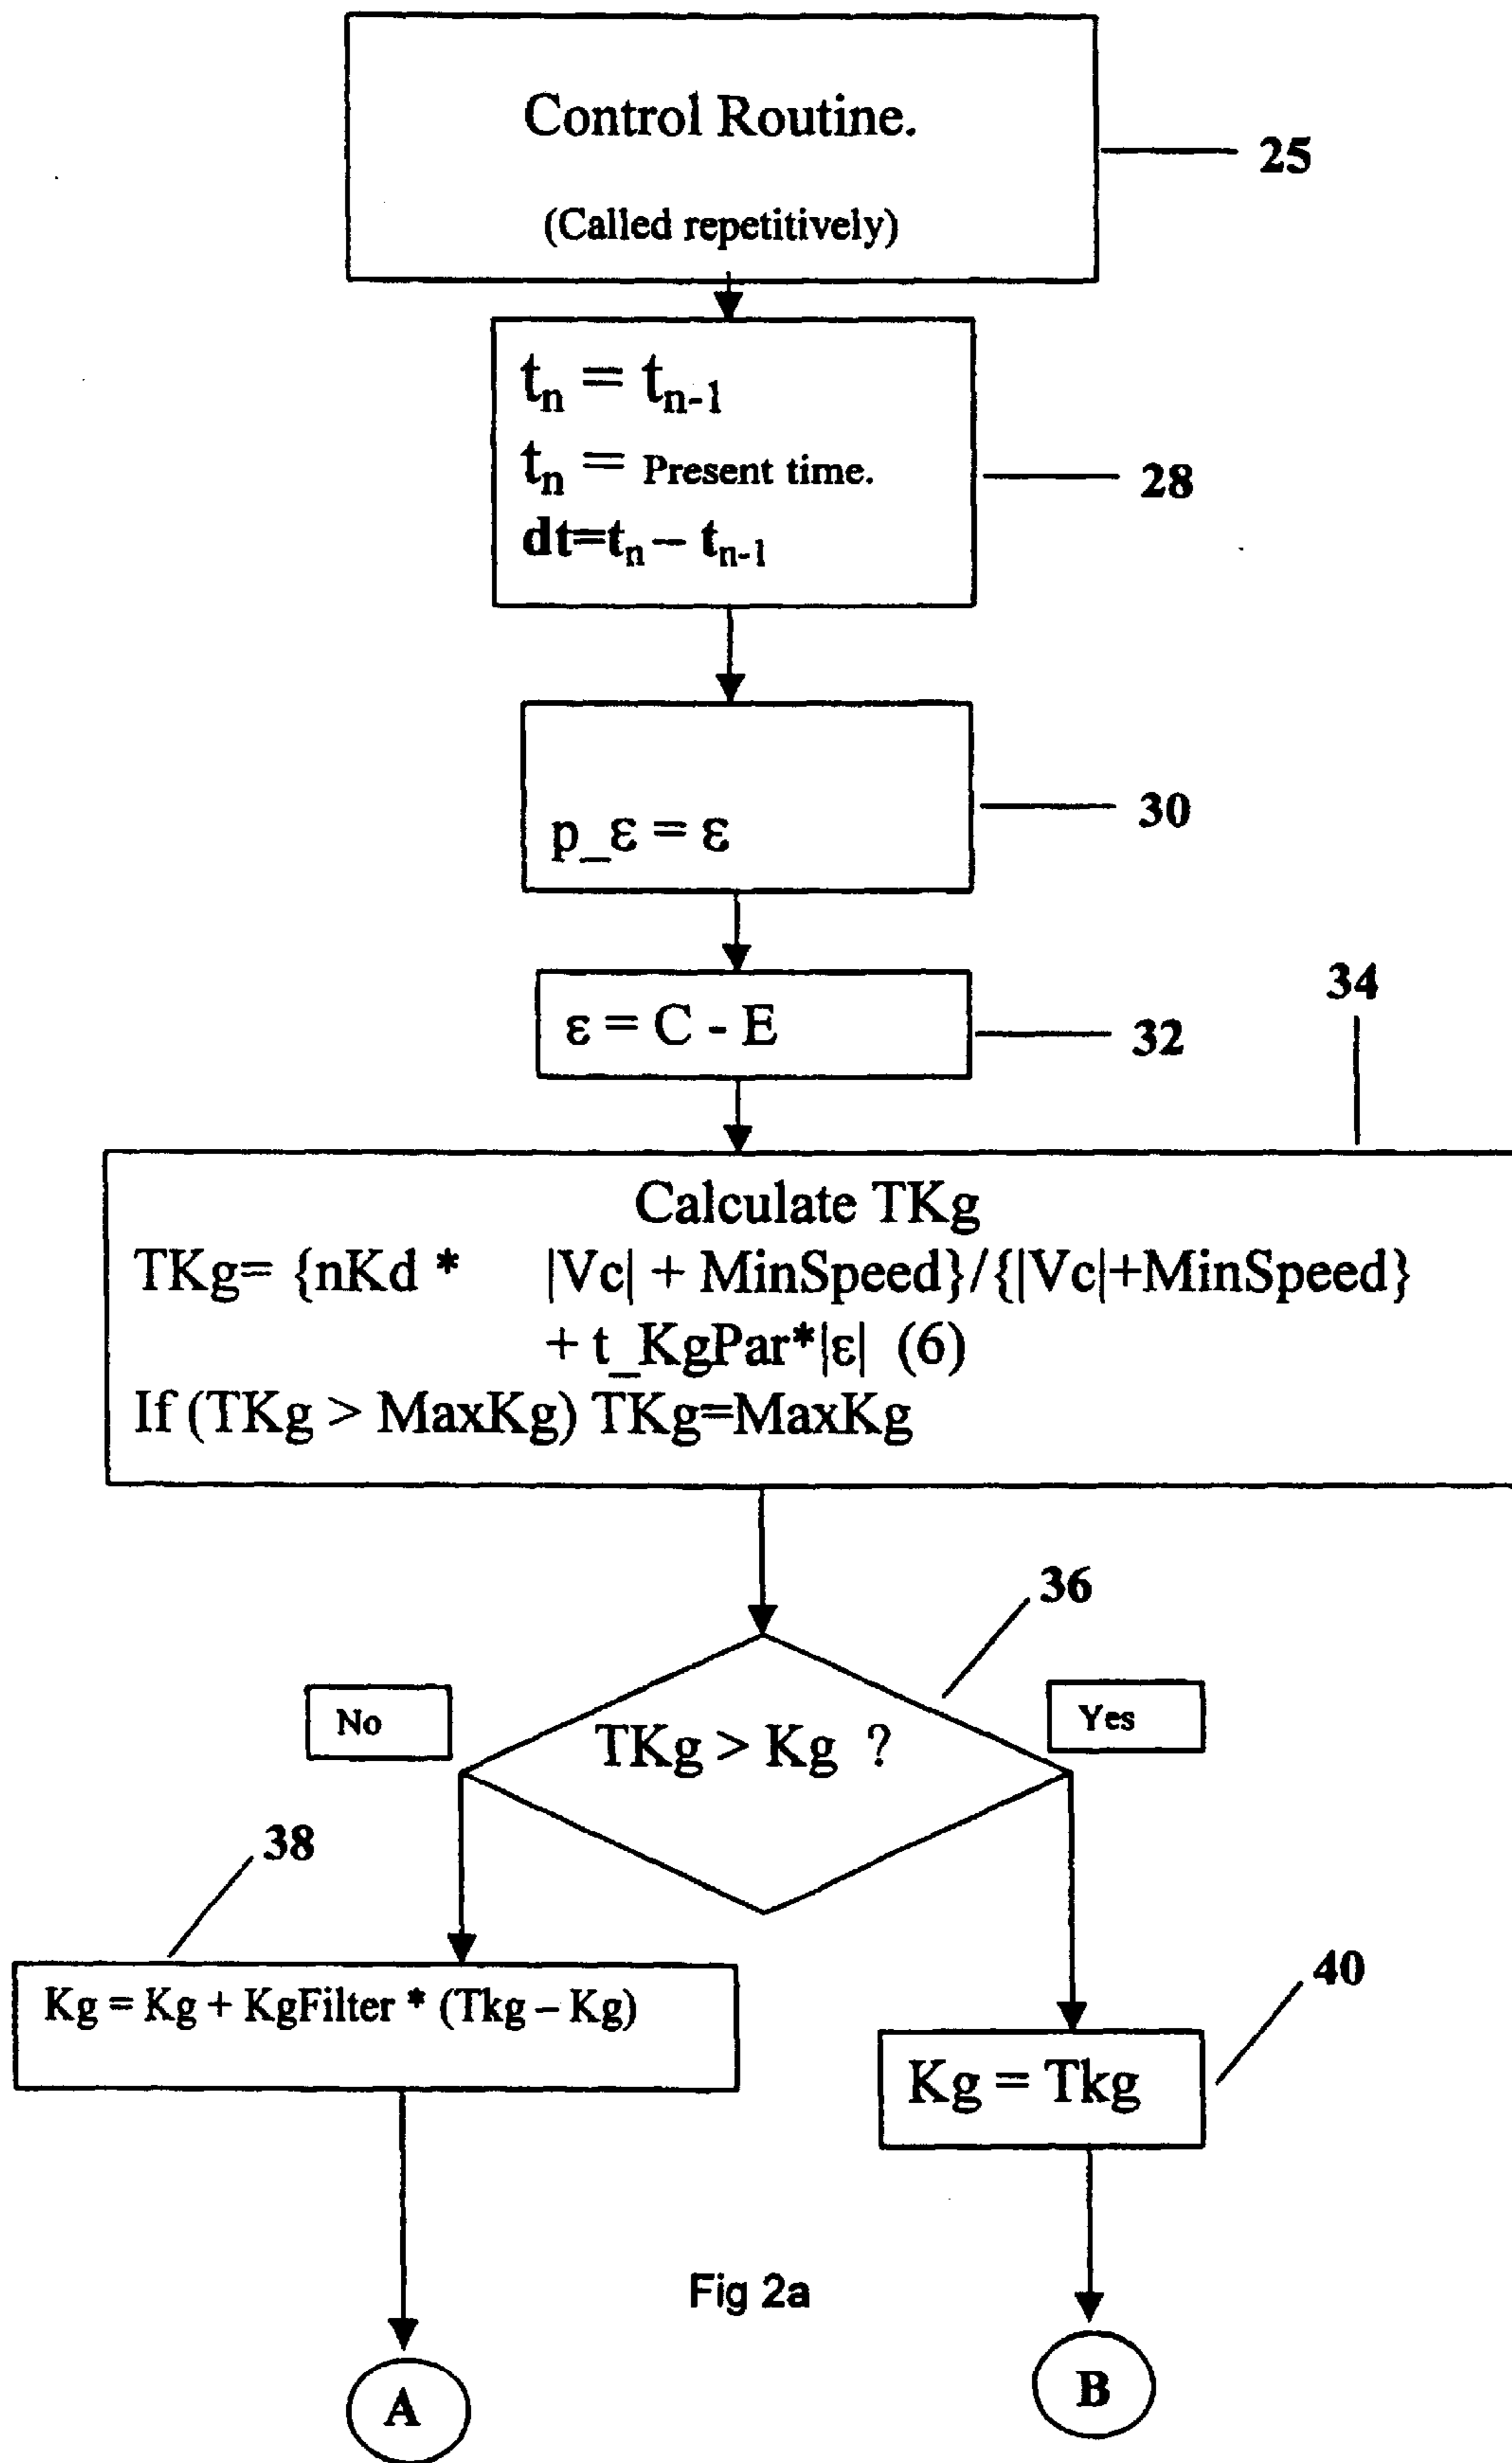 Control Routine.
(Called repetitively)
25
tₙ = tₙ₋₁
tₙ = Present time.
dt=tₙ – tₙ₋₁
28
p_ε = ε
30
ε = C - E
32
34
Calculate TKg
TKg= {nKd * |Vc| + MinSpeed}/{|Vc|+MinSpeed}
+ t_KgPar*|ε| (6)
If (TKg > MaxKg) TKg=MaxKg
36
No
TKg > Kg ?
Yes
38
Kg = Kg + KgFilter * (Tkg – Kg)
40
Kg = Tkg
Fig 2a
A
B